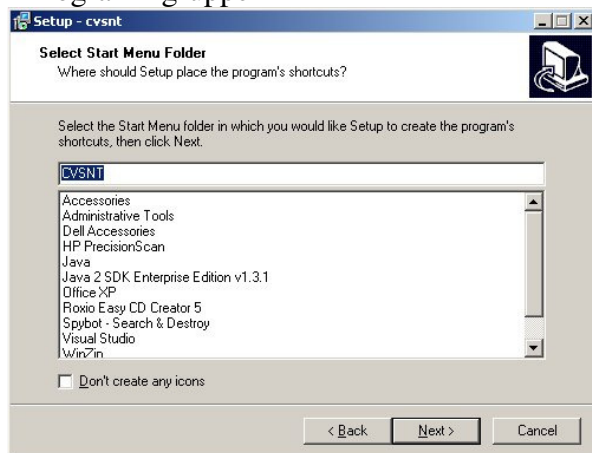 Setup - cvsnt
Select Start Menu Folder
Where should Setup place the program's shortcuts?
Select the Start Menu folder in which you would like Setup to create the program's
shortcuts, then click Next.
CVSNT
Accessories
Administrative Tools
Dell Accessories
HP PrecisionScan
Java
Java 2 SDK Enterprise Edition v1.3.1
Office XP
Roxio Easy CD Creator 5
Spybot - Search & Destroy
Visual Studio
WinZip
Don't create any icons
< Back Next > Cancel